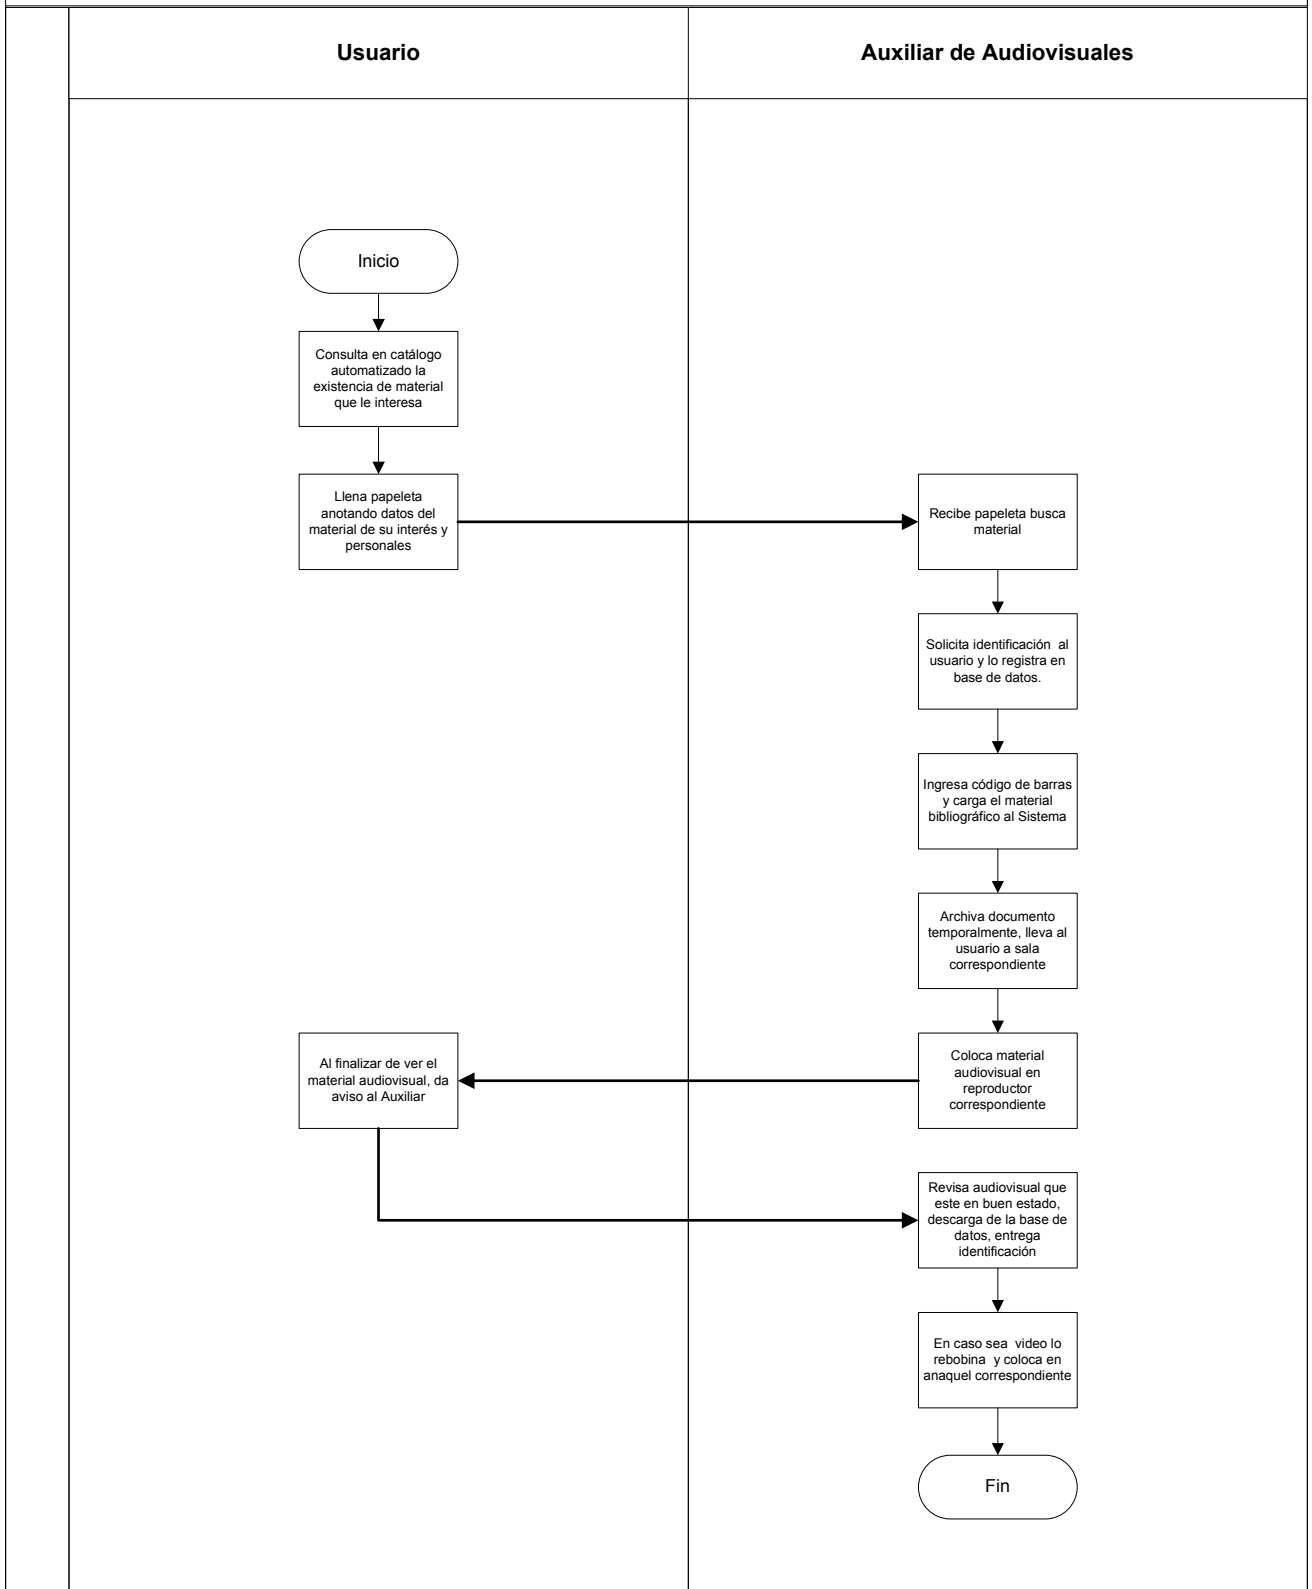 Usuario
Auxiliar de Audiovisuales
Inicio
Consulta en catálogo
automatizado la
existencia de material
que le interesa
Llena papeleta
anotando datos del
material de su interés y
personales
Recibe papeleta busca
material
Solicita identificación  al
usuario y lo registra en
base de datos.
Ingresa código de barras
y carga el material
bibliográfico al Sistema
Archiva documento
temporalmente, lleva al
usuario a sala
correspondiente
Coloca material
audiovisual en
reproductor
correspondiente
Al finalizar de ver el
material audiovisual, da
aviso al Auxiliar
Revisa audiovisual que
este en buen estado,
descarga de la base de
datos, entrega
identificación
En caso sea  video lo
rebobina  y coloca en
anaquel correspondiente
Fin